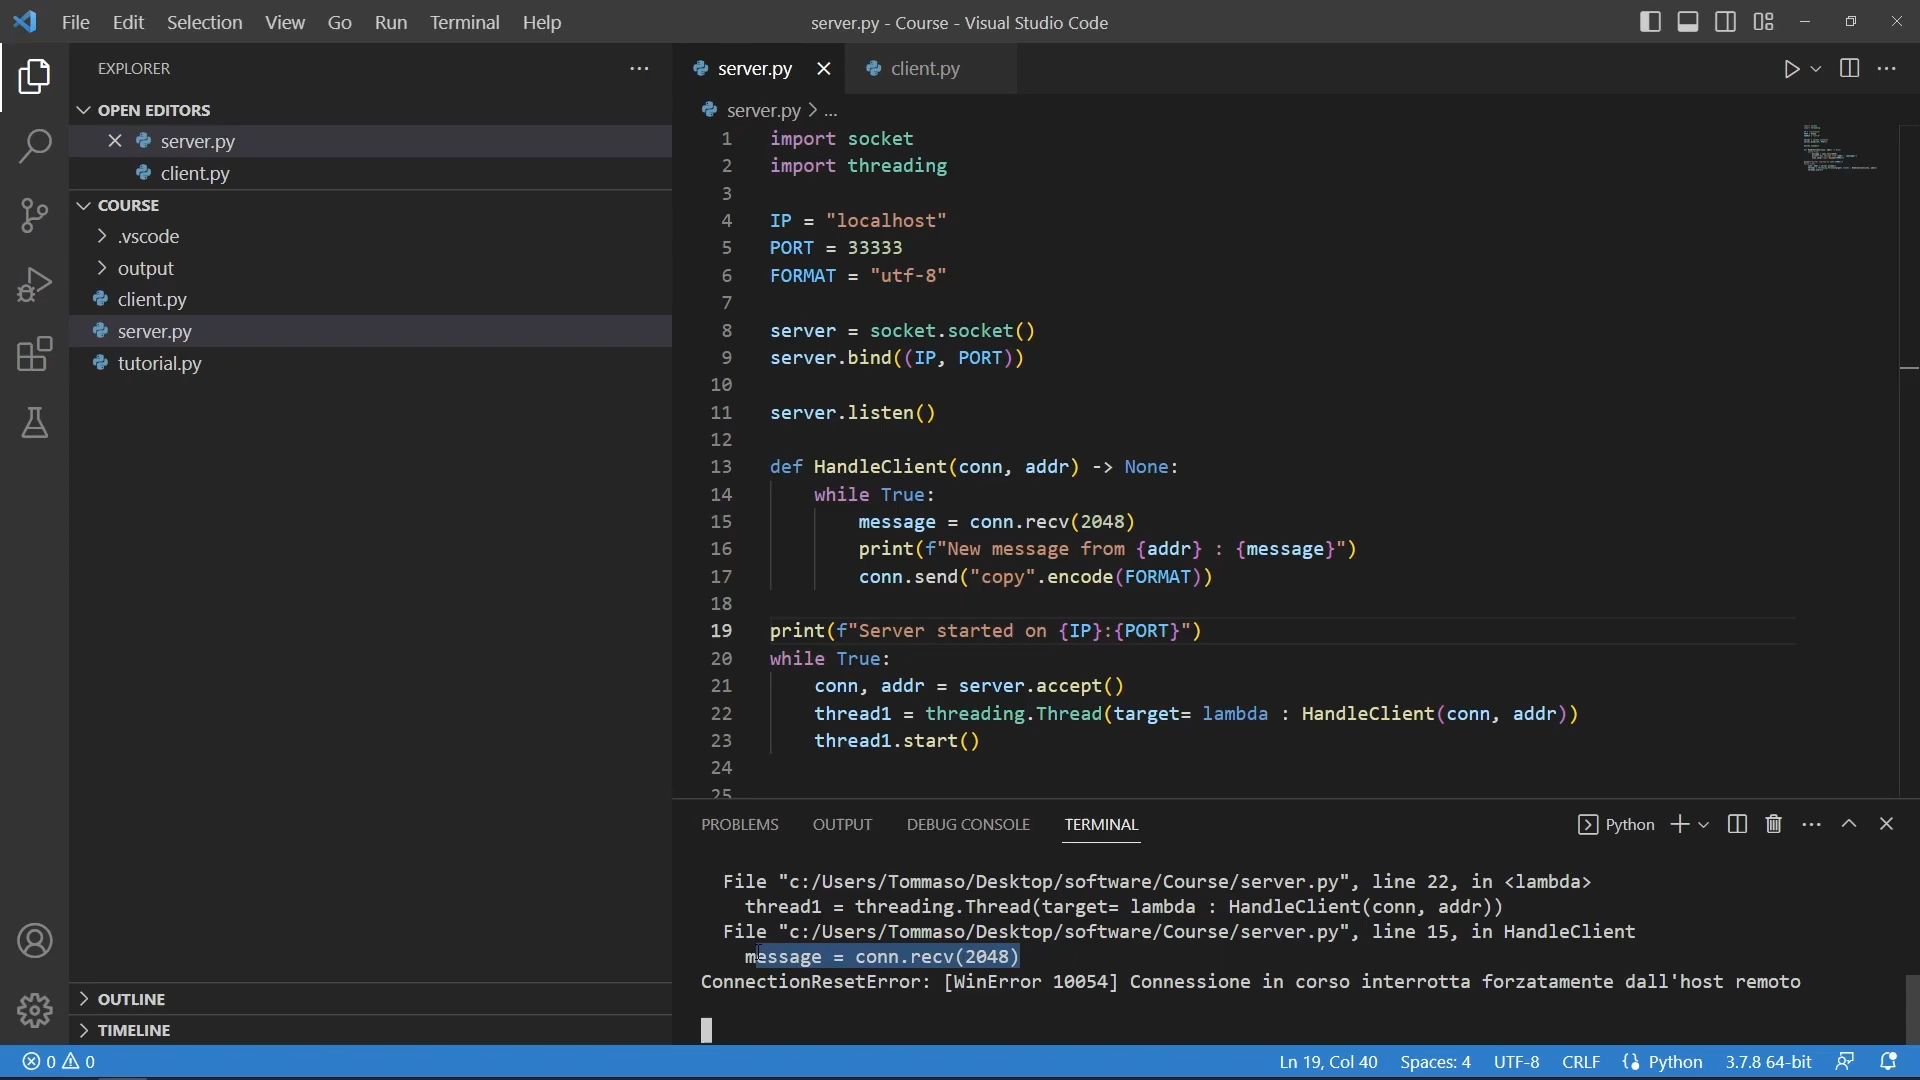 File Edit Selection View Go Run Terminal Help
server.py - Course - Visual Studio Code
EXPLORER
OPEN EDITORS
server.py
client.py
COURSE
.vscode
output
client.py
server.py
tutorial.py
OUTLINE
TIMELINE
server.py client.py
server.py > ...
1 import socket
2 import threading
3
4 IP = "localhost"
5 PORT = 33333
6 FORMAT = "utf-8"
7
8 server = socket.socket()
9 server.bind((IP, PORT))
10
11 server.listen()
12
13 def HandleClient(conn, addr) -> None:
14 while True:
15 message = conn.recv(2048)
16 print(f"New message from {addr} : {message}")
17 conn.send("copy".encode(FORMAT))
18
19 print(f"Server started on {IP}:{PORT}")
20 while True:
21 conn, addr = server.accept()
22 thread1 = threading.Thread(target= lambda : HandleClient(conn, addr))
23 thread1.start()
24
25
PROBLEMS OUTPUT DEBUG CONSOLE TERMINAL
Python
File "c:/Users/Tommaso/Desktop/software/Course/server.py", line 22, in <lambda>
thread1 = threading.Thread(target= lambda : HandleClient(conn, addr))
File "c:/Users/Tommaso/Desktop/software/Course/server.py", line 15, in HandleClient
message = conn.recv(2048)
ConnectionResetError: [WinError 10054] Connessione in corso interrotta forzatamente dall'host remoto
0 0
Ln 19, Col 40 Spaces: 4 UTF-8 CRLF Python 3.7.8 64-bit